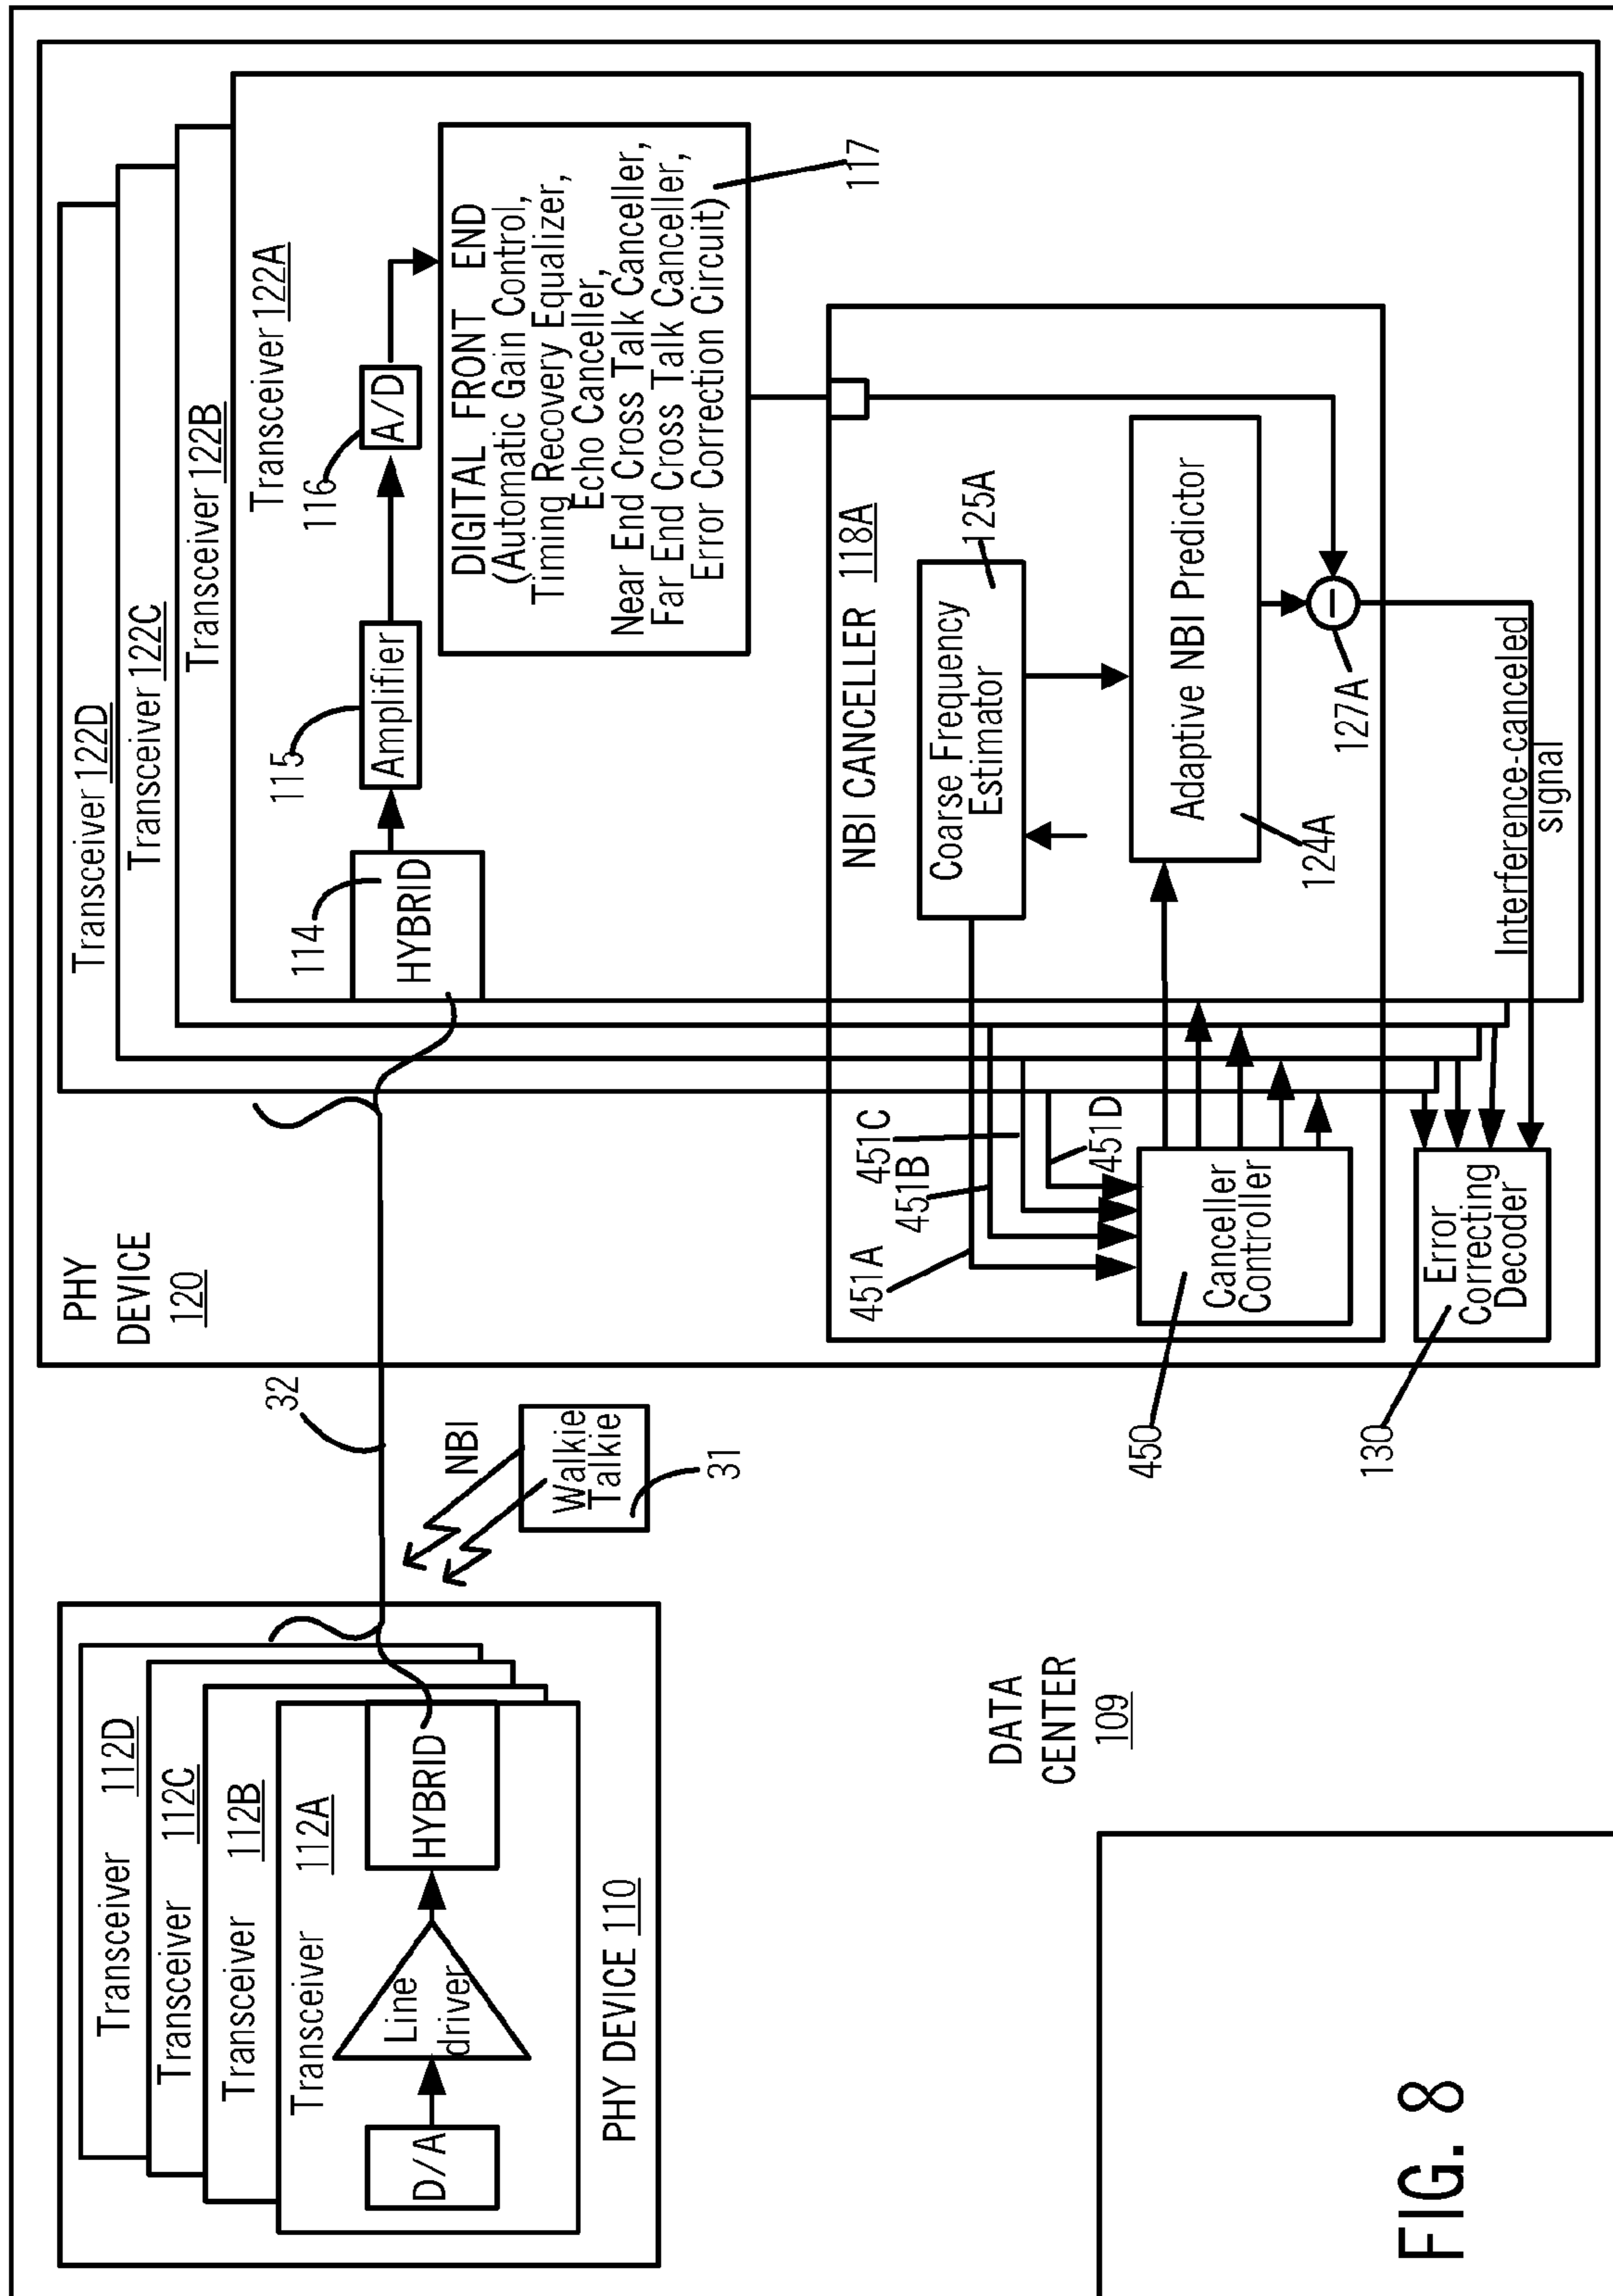 PHY DEVICE 110
Transceiver 112D
Transceiver 112C
Transceiver 112B
Transceiver 112A
D/A
Line
driver
HYBRID
32
NBI
Walkie
Talkie
31
DATA
CENTER
109
PHY
DEVICE
120
Transceiver 122D
Transceiver 122C
Transceiver 122B
Transceiver 122A
114
HYBRID
115
Amplifier
116
A/D
DIGITAL FRONT END
(Automatic Gain Control,
Timing Recovery Equalizer,
Echo Canceller,
Near End Cross Talk Canceller,
Far End Cross Talk Canceller,
Error Correction Circuit)
117
NBI CANCELLER 118A
Coarse Frequency
Estimator
125A
Adaptive NBI Predictor
124A
127A
451A
451B
451C
451D
Canceller
Controller
450
Interference-canceled
signal
Error
Correcting
Decoder
130
FIG. 8